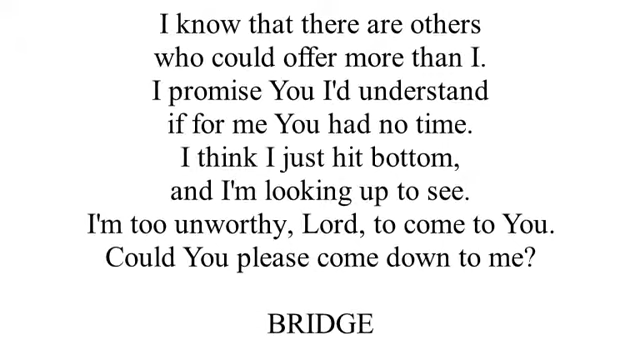 I know that there are others
who could offer more than I.
I promise You I'd understand
if for me You had no time.
I think I just hit bottom,
and I'm looking up to see.
I'm too unworthy, Lord, to come to You.
Could You please come down to me?
BRIDGE